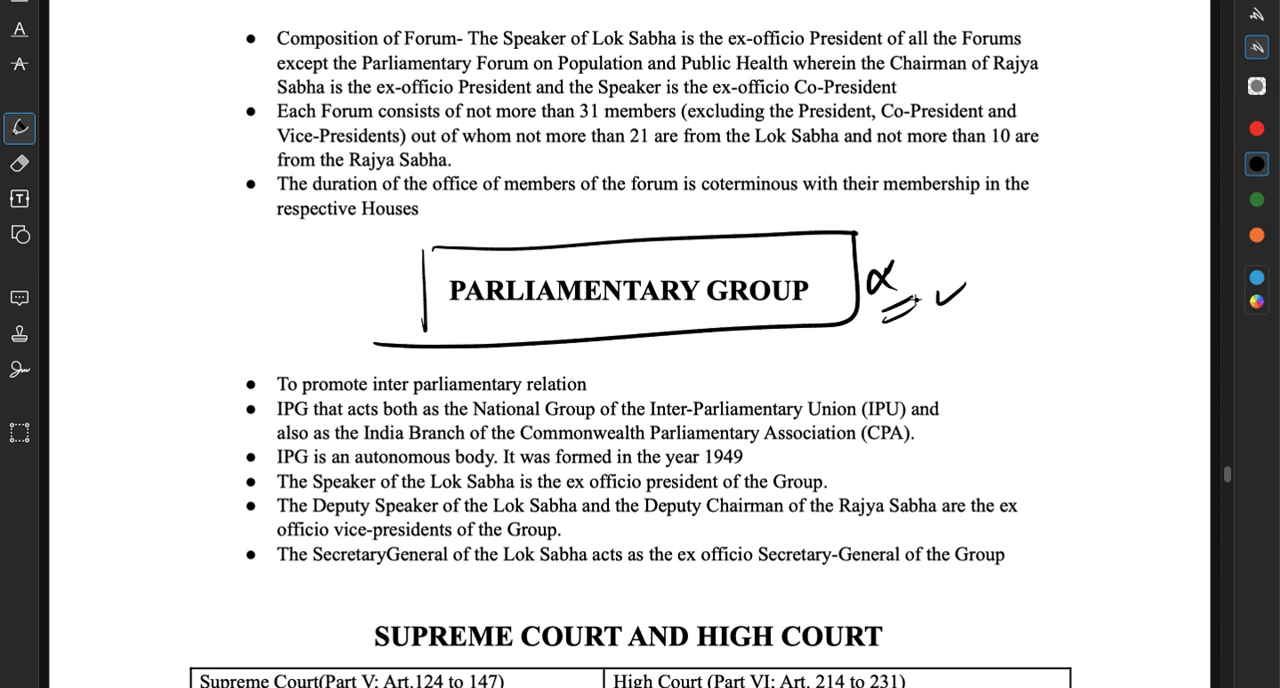 ● Composition of Forum- The Speaker of Lok Sabha is the ex-officio President of all the Forums
except the Parliamentary Forum on Population and Public Health wherein the Chairman of Rajya
Sabha is the ex-officio President and the Speaker is the ex-officio Co-President
● Each Forum consists of not more than 31 members (excluding the President, Co-President and
Vice-Presidents) out of whom not more than 21 are from the Lok Sabha and not more than 10 are
from the Rajya Sabha.
● The duration of the office of members of the forum is coterminous with their membership in the
respective Houses
PARLIAMENTARY GROUP
● To promote inter parliamentary relation
● IPG that acts both as the National Group of the Inter-Parliamentary Union (IPU) and
also as the India Branch of the Commonwealth Parliamentary Association (CPA).
● IPG is an autonomous body. It was formed in the year 1949
● The Speaker of the Lok Sabha is the ex officio president of the Group.
● The Deputy Speaker of the Lok Sabha and the Deputy Chairman of the Rajya Sabha are the ex
officio vice-presidents of the Group.
● The SecretaryGeneral of the Lok Sabha acts as the ex officio Secretary-General of the Group
SUPREME COURT AND HIGH COURT
Supreme Court(Part V; Art.124 to 147)
High Court (Part VI; Art. 214 to 231)